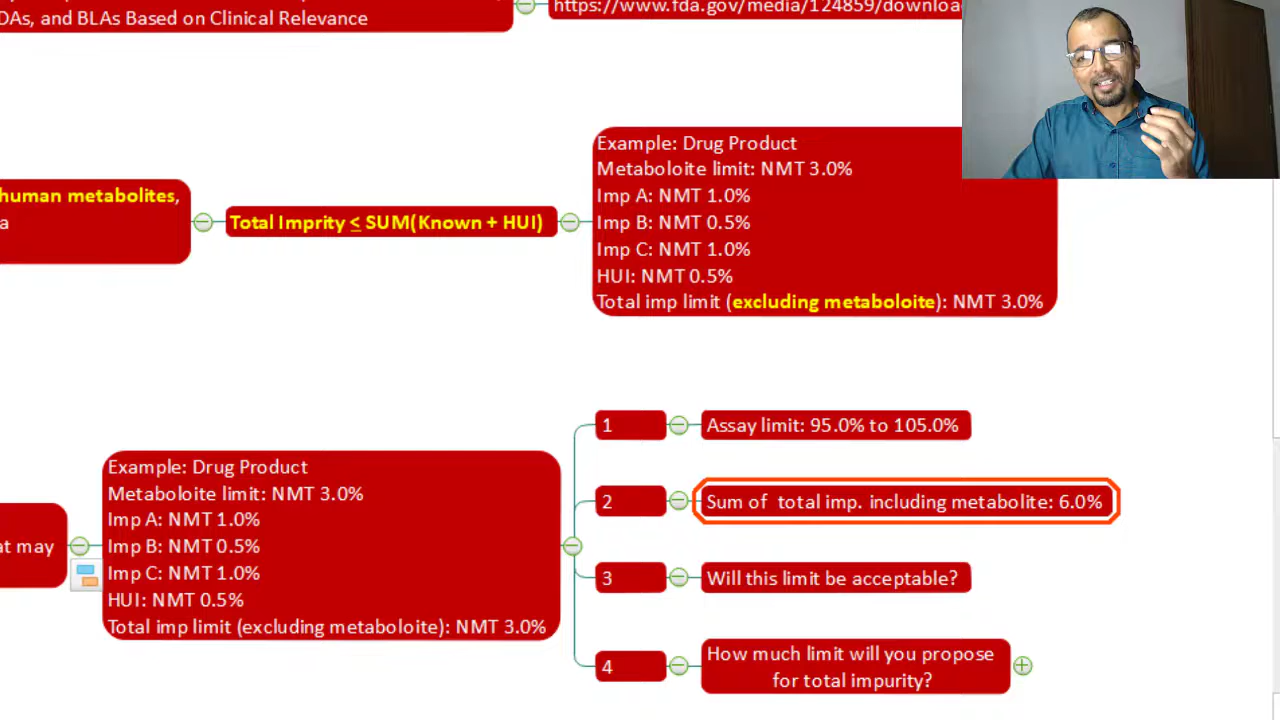 DAs, and BLAs Based on Clinical Relevance
https://www.fda.gov/media/124859/downloa
human metabolites,
a
Total Imprity ≤ SUM(Known + HUI)
Example: Drug Product
Metaboloite limit: NMT 3.0%
Imp A: NMT 1.0%
Imp B: NMT 0.5%
Imp C: NMT 1.0%
HUI: NMT 0.5%
Total imp limit (excluding metaboloite): NMT 3.0%
at may
Example: Drug Product
Metaboloite limit: NMT 3.0%
Imp A: NMT 1.0%
Imp B: NMT 0.5%
Imp C: NMT 1.0%
HUI: NMT 0.5%
Total imp limit (excluding metaboloite): NMT 3.0%
1 Assay limit: 95.0% to 105.0%
2 Sum of total imp. including metabolite: 6.0%
3 Will this limit be acceptable?
4 How much limit will you propose
for total impurity?